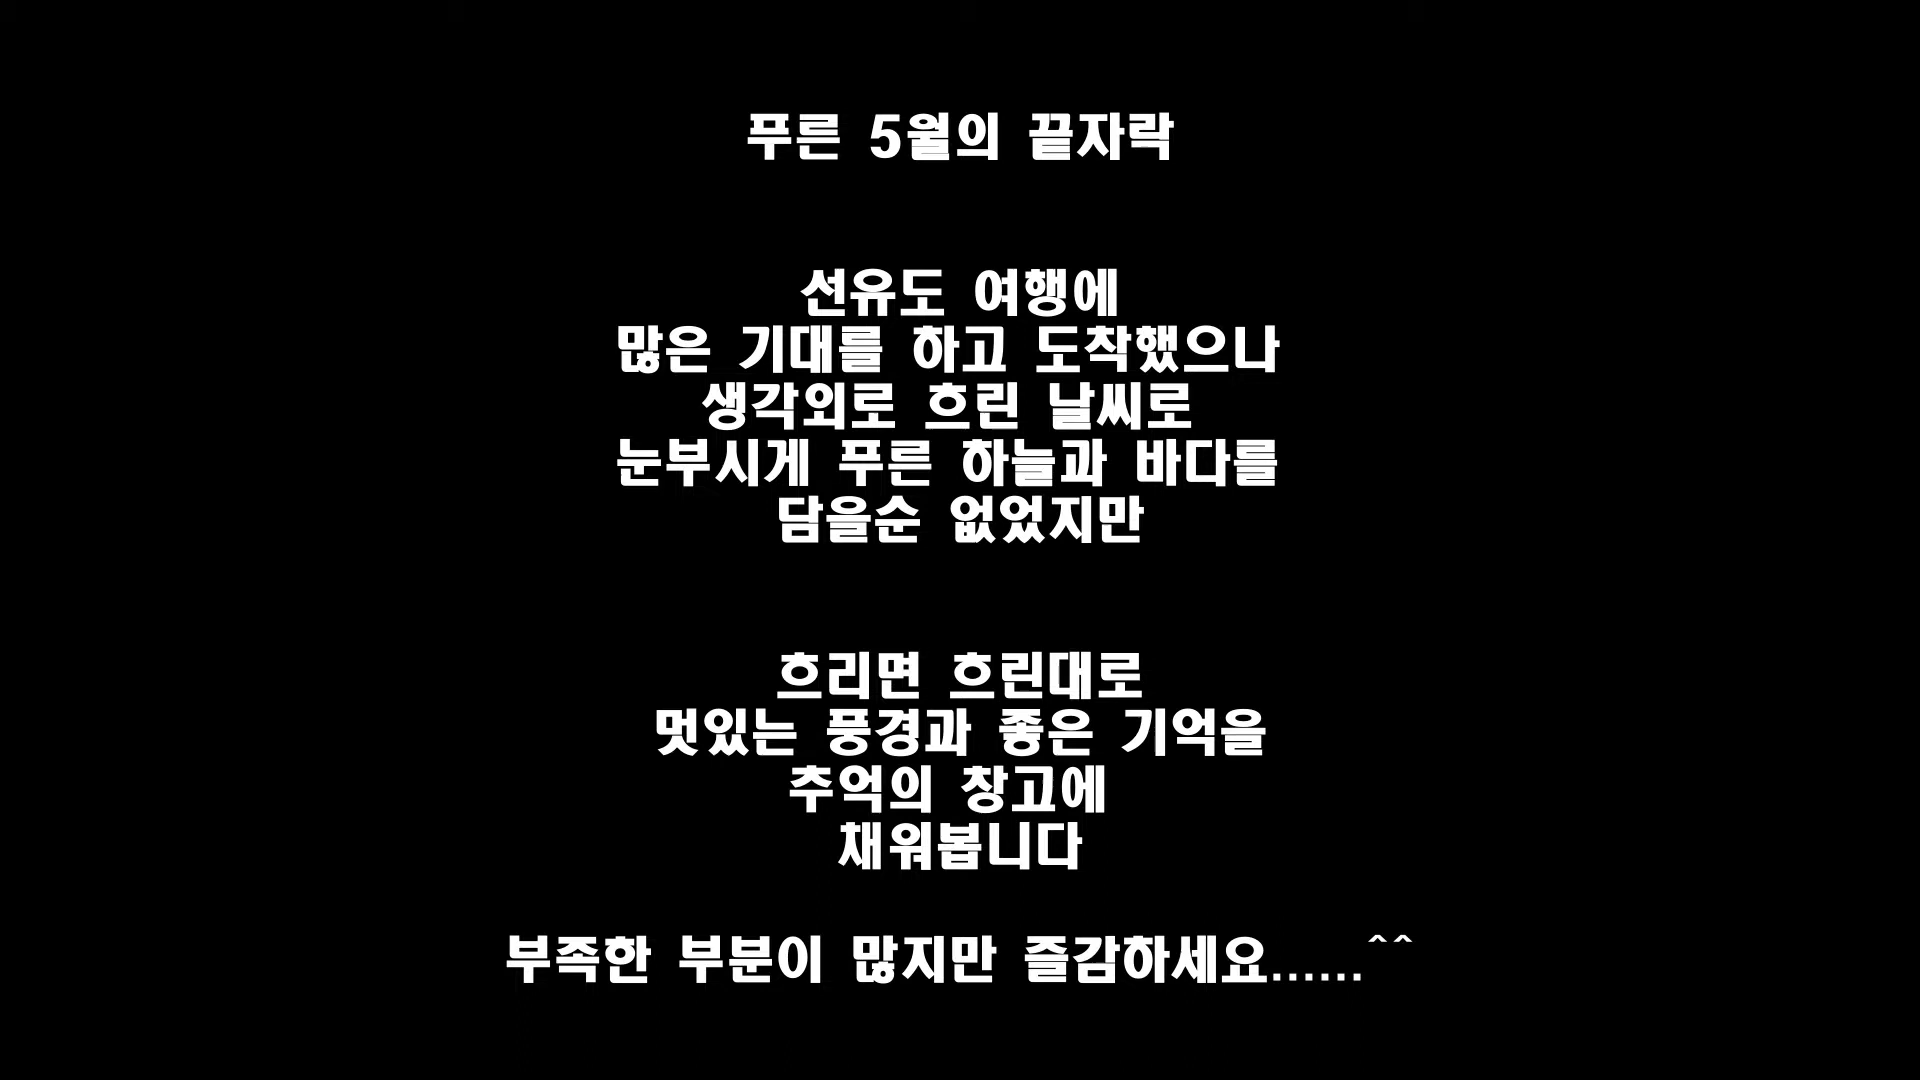 푸른 5월의 끝자락
선유도 여행에
많은 기대를 하고 도착했으나
생각외로 흐린 날씨로
눈부시게 푸른 하늘과 바다를
담을순 없었지만
흐리면 흐린대로
멋있는 풍경과 좋은 기억을
추억의 창고에
채워봅니다
부족한 부분이 많지만 즐감하세요......^^